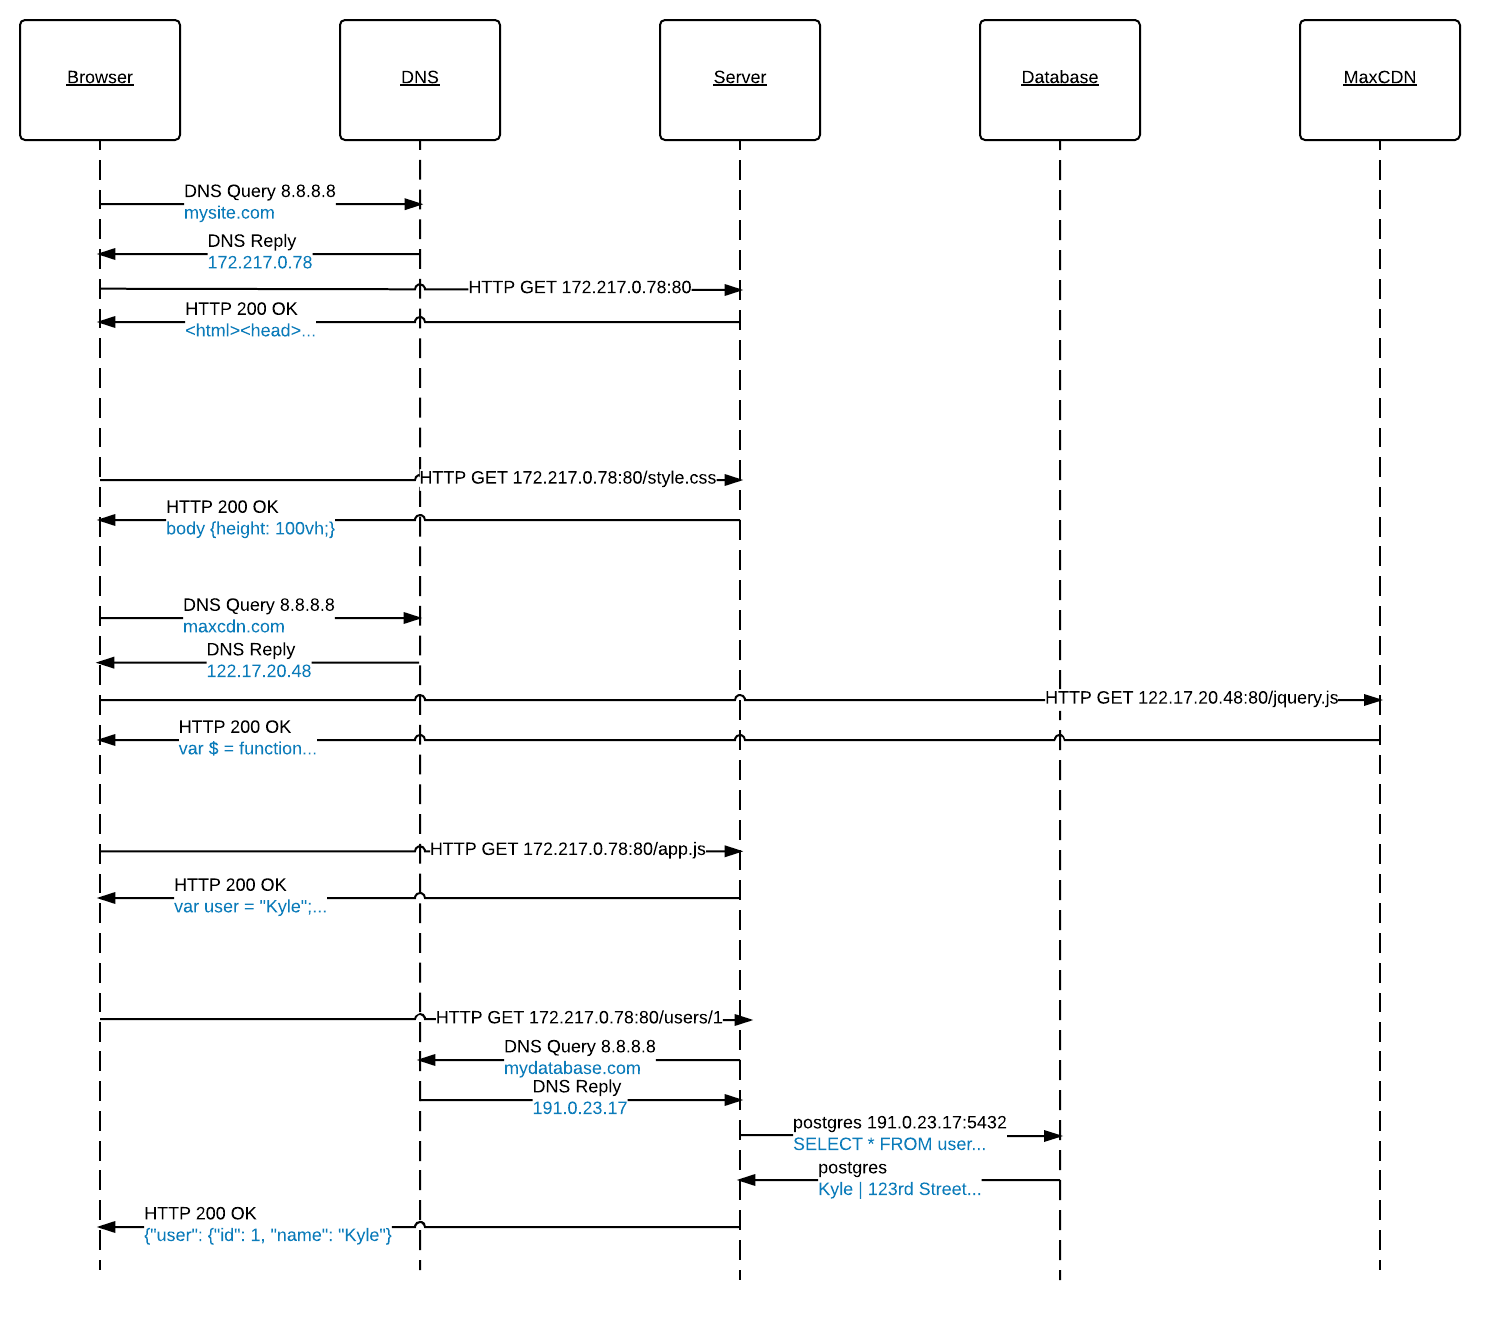 Browser
DNS
Server
Database
MaxCDN
DNS Query 8.8.8.8
mysite.com
DNS Reply
172.217.0.78
HTTP GET 172.217.0.78:80
HTTP 200 OK
<html><head>...
HTTP GET 172.217.0.78:80/style.css
HTTP 200 OK
body {height: 100vh;}
DNS Query 8.8.8.8
maxcdn.com
DNS Reply
122.17.20.48
HTTP GET 122.17.20.48:80/jquery.js
HTTP 200 OK
var $ = function...
HTTP GET 172.217.0.78:80/app.js
HTTP 200 OK
var user = "Kyle";...
HTTP GET 172.217.0.78:80/users/1
DNS Query 8.8.8.8
mydatabase.com
DNS Reply
191.0.23.17
postgres 191.0.23.17:5432
SELECT * FROM user...
postgres
Kyle | 123rd Street...
HTTP 200 OK
{"user": {"id": 1, "name": "Kyle"}